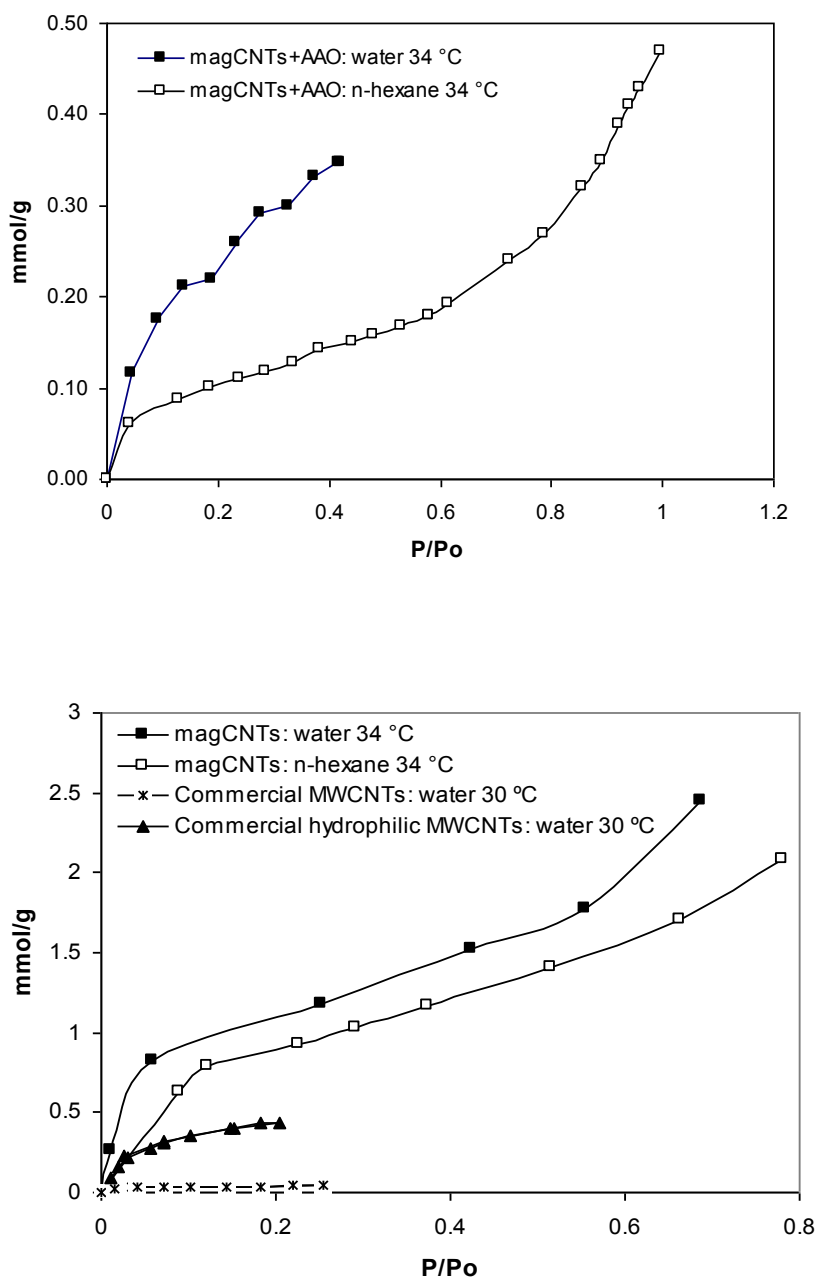 0.50
magCNTs+AAO: water 34 °C
magCNTs+AAO: n-hexane 34 °C
0.40
0.30
mmol/g
0.20
0.10
0.00
0 0.2 0.4 0.6 0.8 1 1.2
P/Po
3
magCNTs: water 34 °C
magCNTs: n-hexane 34 °C
2.5
Commercial MWCNTs: water 30 ºC
Commercial hydrophilic MWCNTs: water 30 ºC
2
mmol/g
1.5
1
0.5
0
0 0.2 0.4 0.6 0.8
P/Po